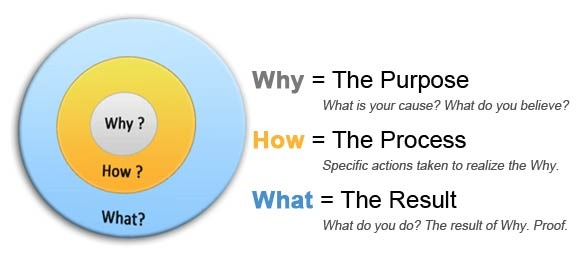 Why ?
How ?
What?
Why = The Purpose
What is your cause? What do you believe?
How = The Process
Specific actions taken to realize the Why.
What = The Result
What do you do? The result of Why. Proof.